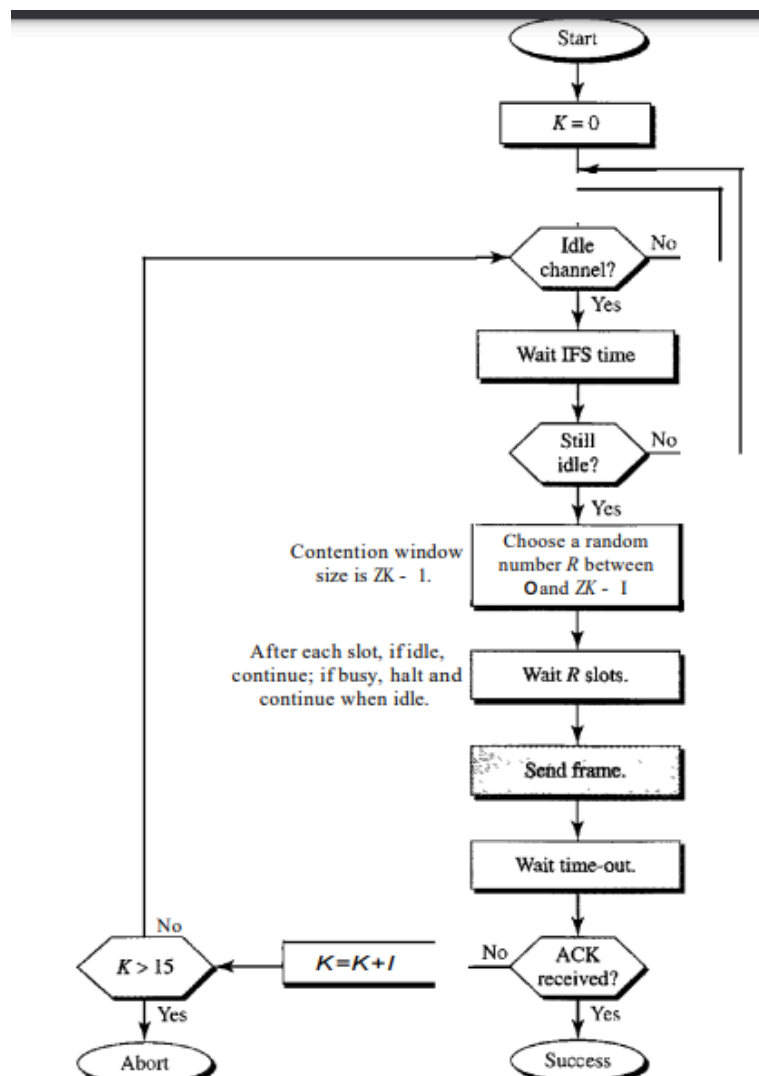 Start
K = 0
Idle
channel?
No
Yes
Wait IFS time
Still
idle?
No
Yes
Contention window
size is ZK - 1.
Choose a random
number R between
O and ZK - I
After each slot, if idle,
continue; if busy, halt and
continue when idle.
Wait R slots.
Send frame.
Wait time-out.
No
K > 15
K=K+I
No
ACK
received?
Yes
Yes
Abort
Success